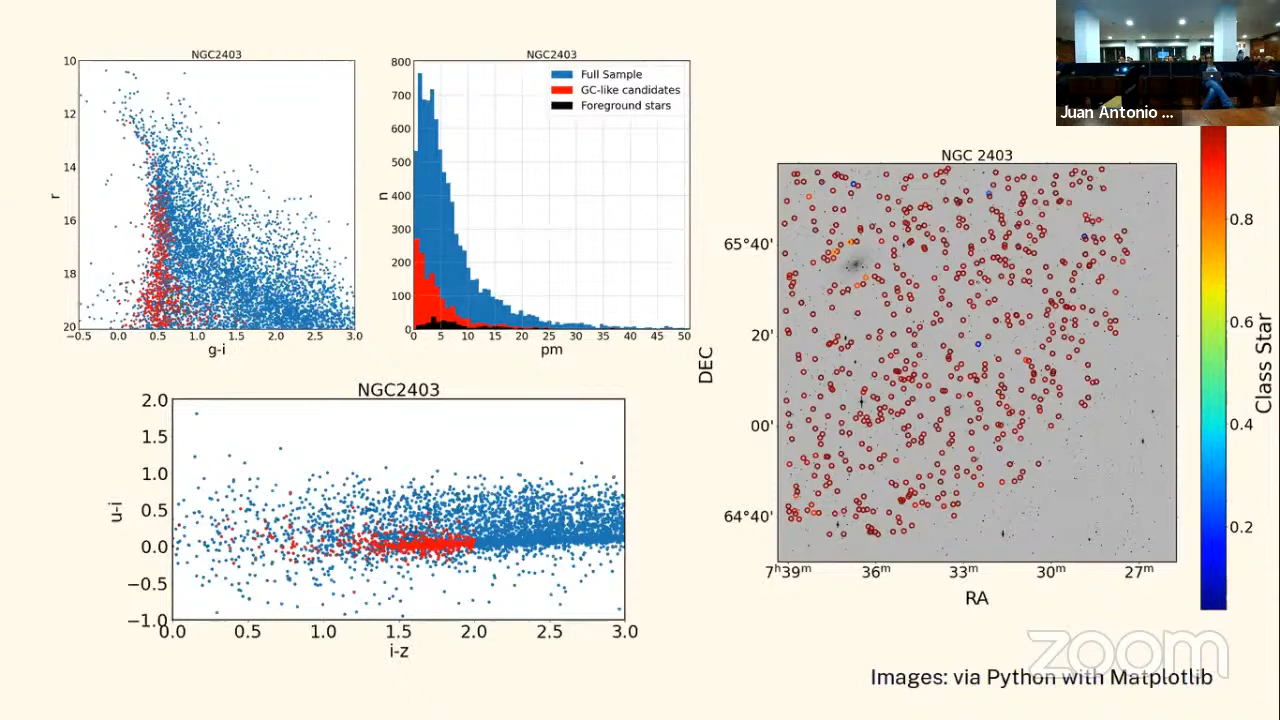 NGC2403
10
12
14
16
18
20
r
−0.5 0.0 0.5 1.0 1.5 2.0 2.5 3.0
g-i
NGC2403
800
700
600
500
400
300
200
100
0
n
Full Sample
GC-like candidates
Foreground stars
0 5 10 15 20 25 30 35 40 45 50
pm
Juan Antonio ...
NGC 2403
65°40'
20'
00'
64°40'
DEC
7ʰ39ᵐ 36ᵐ 33ᵐ 30ᵐ 27ᵐ
RA
0.8
0.6
0.4
0.2
Class Star
NGC2403
2.0
1.5
1.0
0.5
0.0
−0.5
−1.0
u-i
0.0 0.5 1.0 1.5 2.0 2.5 3.0
i-z
zoom
Images: via Python with Matplotlib